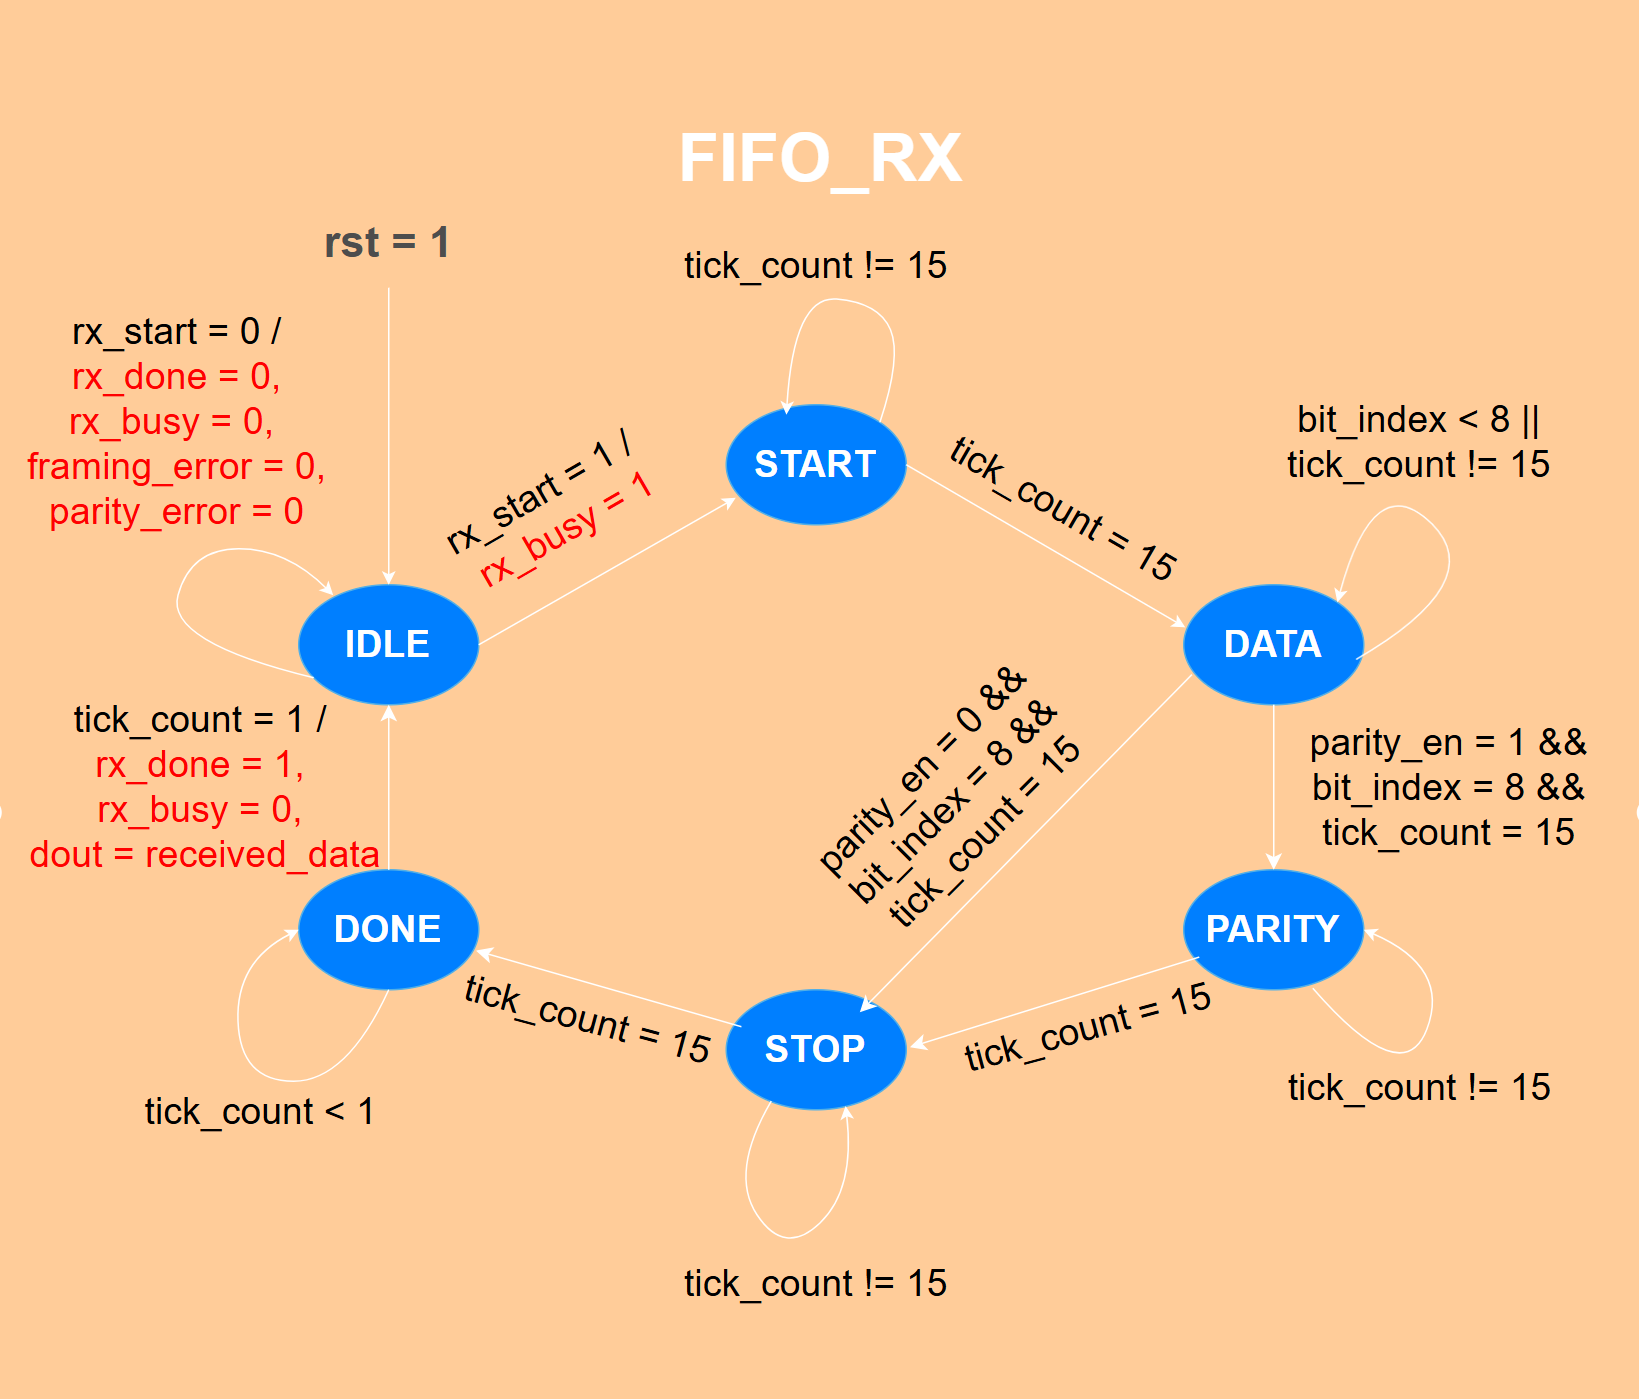 FIFO_RX
rst = 1
tick_count != 15
rx_start = 0 /
rx_done = 0,
rx_busy = 0,
framing_error = 0,
parity_error = 0
rx_start = 1 /
rx_busy = 1
START
tick_count = 15
bit_index < 8 ||
tick_count != 15
IDLE
DATA
tick_count = 1 /
rx_done = 1,
rx_busy = 0,
dout = received_data
parity_en = 0 &&
bit_index = 8 &&
tick_count = 15
parity_en = 1 &&
bit_index = 8 &&
tick_count = 15
DONE
PARITY
tick_count = 15
STOP
tick_count = 15
tick_count < 1
tick_count != 15
tick_count != 15